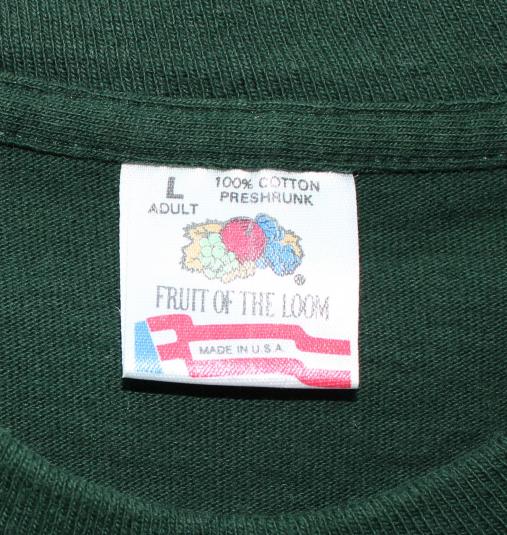 L 100% COTTON
ADULT PRESHRUNK
®
FRUIT OF THE LOOM
MADE IN U.S.A.